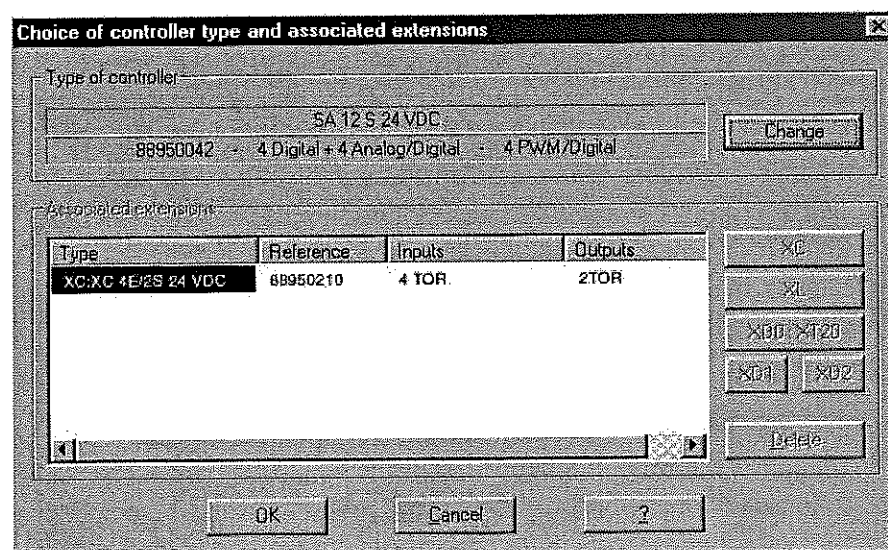 Choice of controller type and associated extensions
Type of controller
SA 12 S 24 VDC
88950042 - 4 Digital + 4 Analog/Digital - 4 PWM/Digital
Change
Associated extensions
Type Reference Inputs Outputs
XC:XC 4E/2S 24 VDC 88950210 4 TOR 2TOR
XC
XL
XD0 XT20
XD1 XD2
Delete
OK Cancel ?